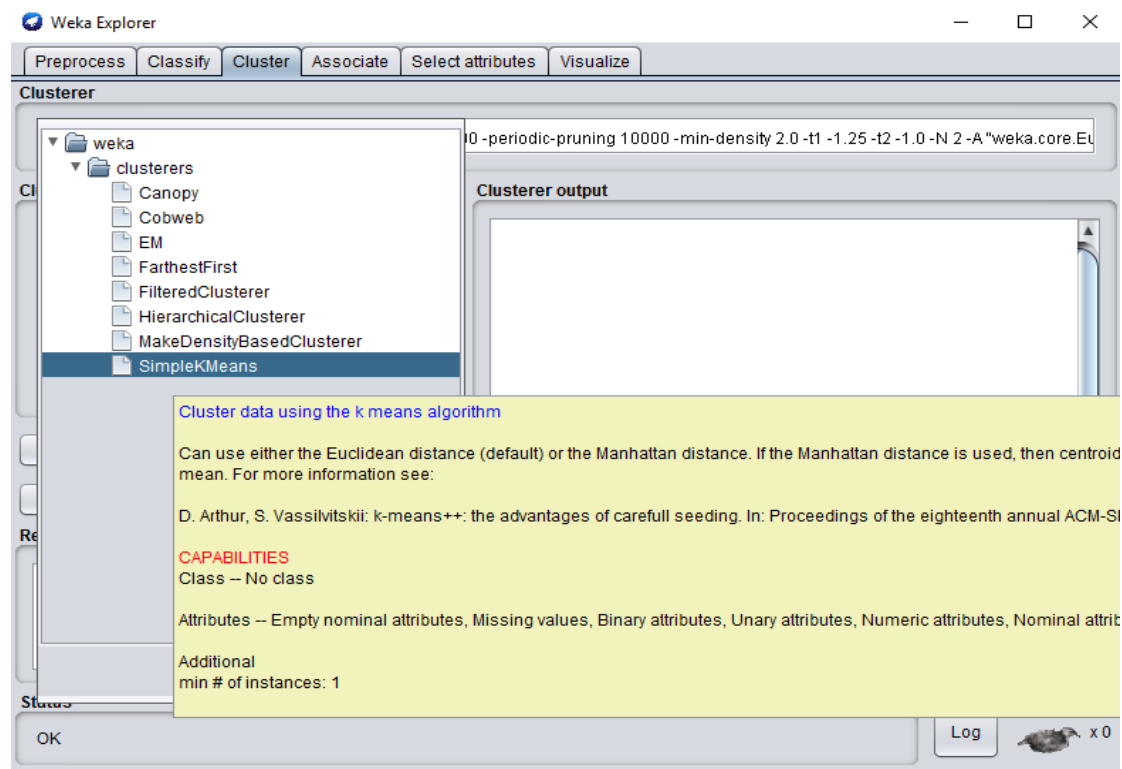 Weka Explorer
Preprocess Classify Cluster Associate Select attributes Visualize
Clusterer
-periodic-pruning 10000 -min-density 2.0 -t1 -1.25 -t2 -1.0 -N 2 -A "weka.core.Eu
weka
clusterers
Cl
Clusterer output
Canopy
Cobweb
EM
FarthestFirst
FilteredClusterer
HierarchicalClusterer
MakeDensityBasedClusterer
SimpleKMeans
Cluster data using the k means algorithm
Can use either the Euclidean distance (default) or the Manhattan distance. If the Manhattan distance is used, then centroid
mean. For more information see:
D. Arthur, S. Vassilvitskii: k-means++: the advantages of carefull seeding. In: Proceedings of the eighteenth annual ACM-S
Re
CAPABILITIES
Class -- No class
Attributes -- Empty nominal attributes, Missing values, Binary attributes, Unary attributes, Numeric attributes, Nominal attrib
Additional
min # of instances: 1
Status
OK
Log
x 0